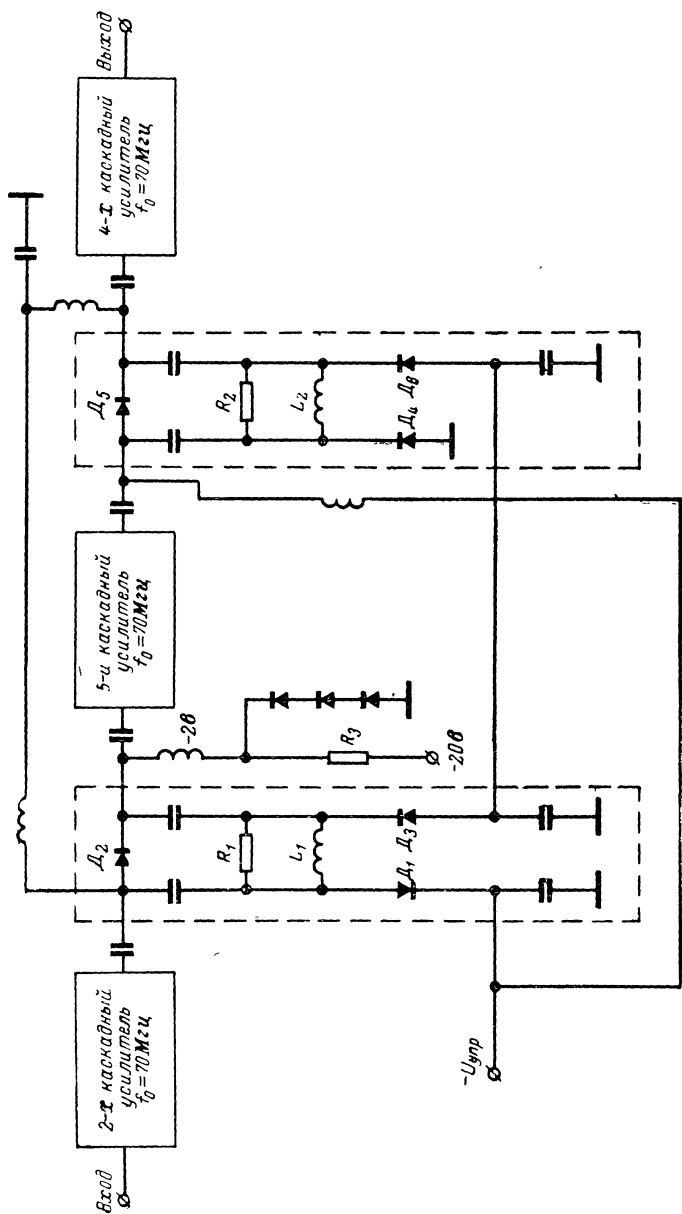 Вход
2-х каскадный
усилитель
f₀=70Мгц
Д₂
R₁
L₁
Д₁
Д₃
-2в
R₃
-20в
5-и каскадный
усилитель
f₀=70Мгц
Д₅
R₂
L₂
Д₄
Д₆
4-х каскадный
усилитель
f₀=70Мгц
Выход
-Uупр